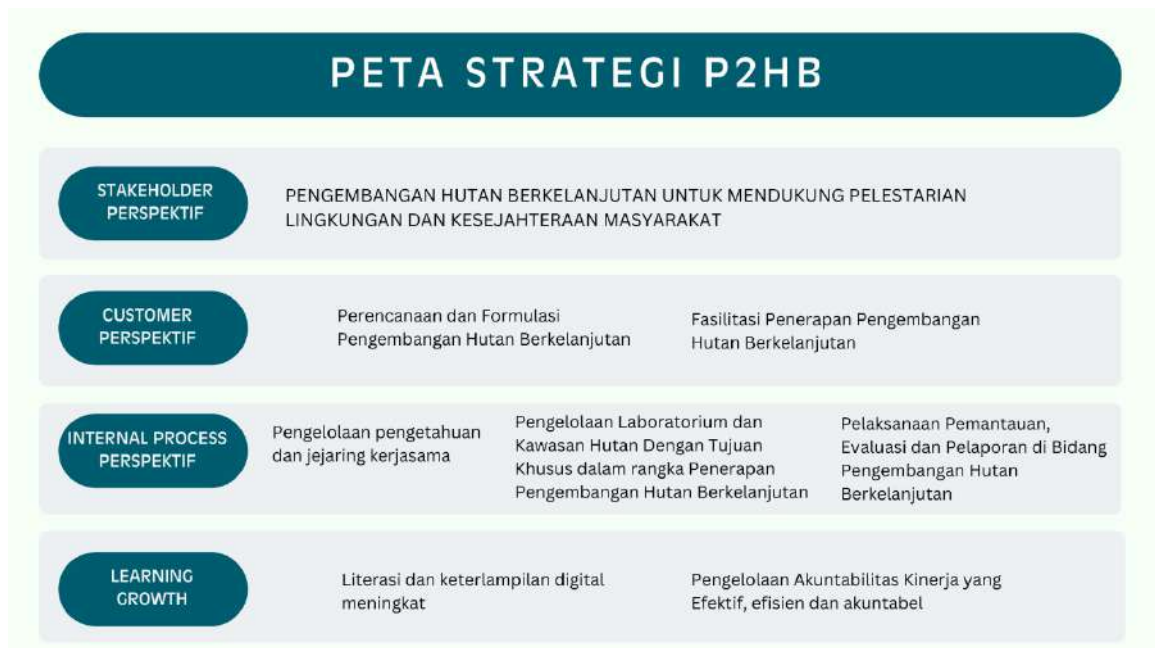 PETA STRATEGI P2HB
STAKEHOLDER
PERSPEKTIF
PENGEMBANGAN HUTAN BERKELANJUTAN UNTUK MENDUKUNG PELESTARIAN
LINGKUNGAN DAN KESEJAHTERAAN MASYARAKAT
CUSTOMER
PERSPEKTIF
Perencanaan dan Formulasi
Pengembangan Hutan Berkelanjutan
Fasilitasi Penerapan Pengembangan
Hutan Berkelanjutan
INTERNAL PROCESS
PERSPEKTIF
Pengelolaan pengetahuan
dan jejaring kerjasama
Pengelolaan Laboratorium dan
Kawasan Hutan Dengan Tujuan
Khusus dalam rangka Penerapan
Pengembangan Hutan Berkelanjutan
Pelaksanaan Pemantauan,
Evaluasi dan Pelaporan di Bidang
Pengembangan Hutan
Berkelanjutan
LEARNING
GROWTH
Literasi dan keterlampilan digital
meningkat
Pengelolaan Akuntabilitas Kinerja yang
Efektif, efisien dan akuntabel